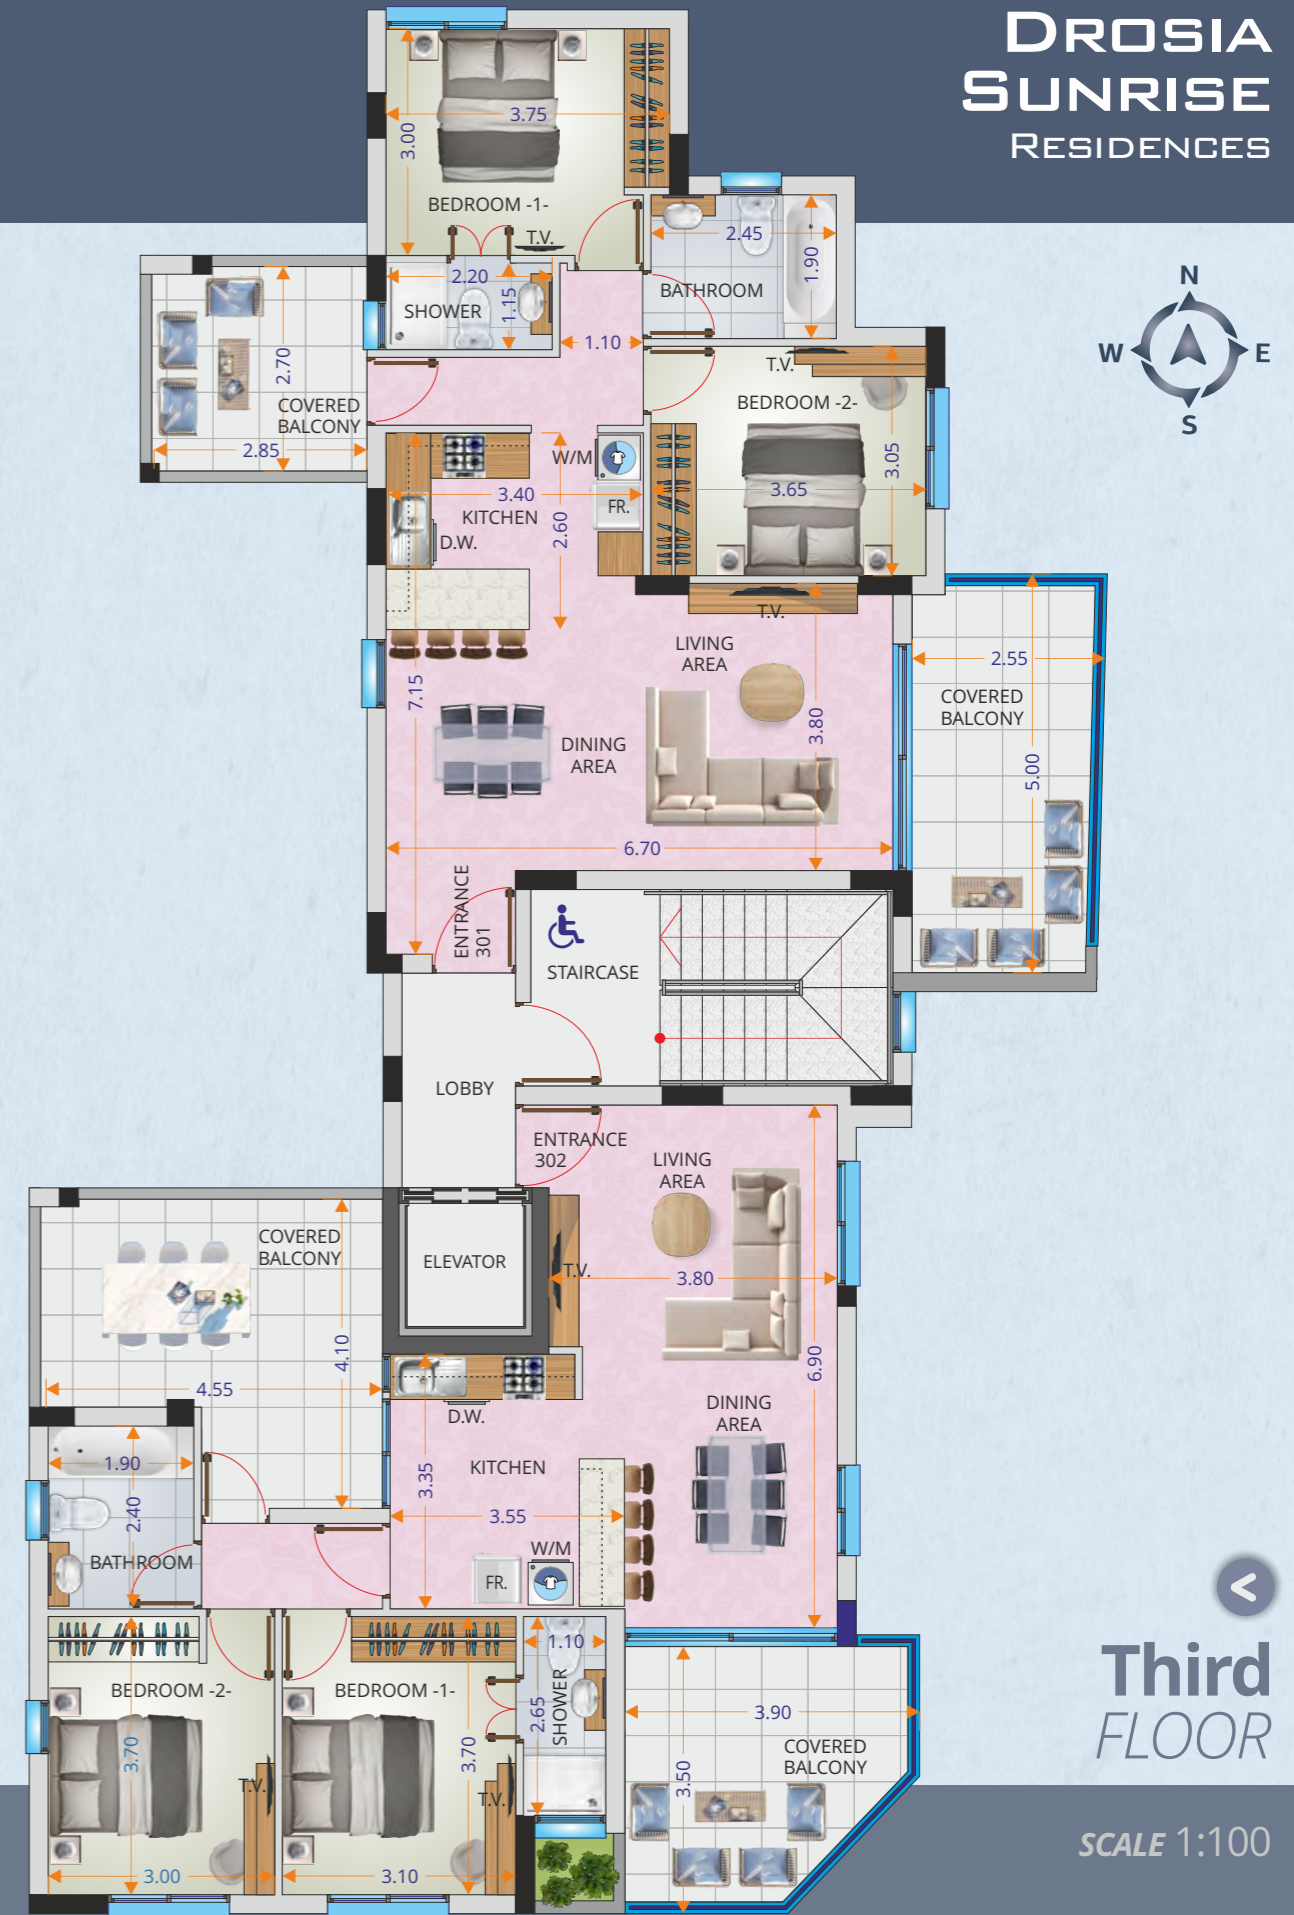 DROSIA
SUNRISE
RESIDENCES
N
W
E
S
3.75
3.00
BEDROOM -1-
T.V.
2.45
1.90
BATHROOM
2.20
1.15
SHOWER
1.10
2.70
COVERED
BALCONY
2.85
T.V.
BEDROOM -2-
3.05
3.65
W/M
3.40
KITCHEN
FR.
2.60
D.W.
T.V.
LIVING
AREA
2.55
COVERED
BALCONY
7.15
3.80
DINING
AREA
5.00
6.70
ENTRANCE
301
STAIRCASE
LOBBY
ENTRANCE
302
LIVING
AREA
COVERED
BALCONY
ELEVATOR
T.V.
3.80
4.10
6.90
4.55
D.W.
DINING
AREA
1.90
KITCHEN
3.35
2.40
3.55
W/M
BATHROOM
FR.
1.10
BEDROOM -2-
BEDROOM -1-
SHOWER
2.65
3.90
3.70
3.70
COVERED
BALCONY
3.50
T.V.
T.V.
3.00
3.10
<
Third
FLOOR
SCALE 1:100